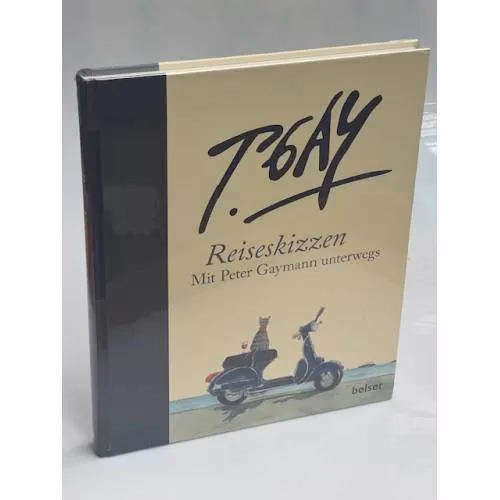 P. GAY
Reiseskizzen
Mit Peter Gaymann unterwegs
belser